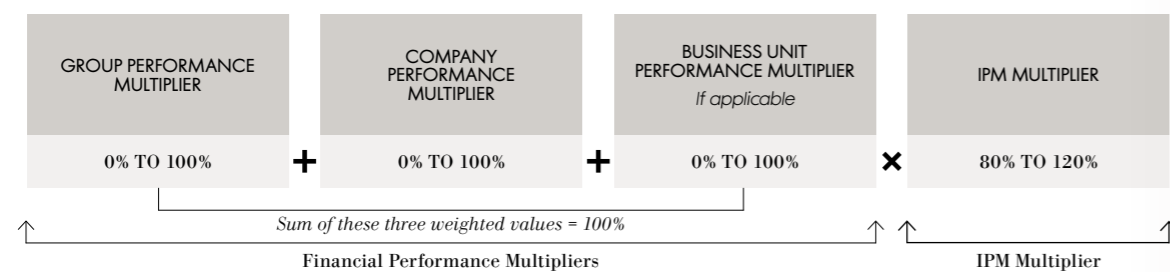 GROUP PERFORMANCE
MULTIPLIER
COMPANY
PERFORMANCE
MULTIPLIER
BUSINESS UNIT
PERFORMANCE MULTIPLIER
If applicable
IPM MULTIPLIER
0% TO 100%
+
0% TO 100%
+
0% TO 100%
×
80% TO 120%
Sum of these three weighted values = 100%
Financial Performance Multipliers
IPM Multiplier